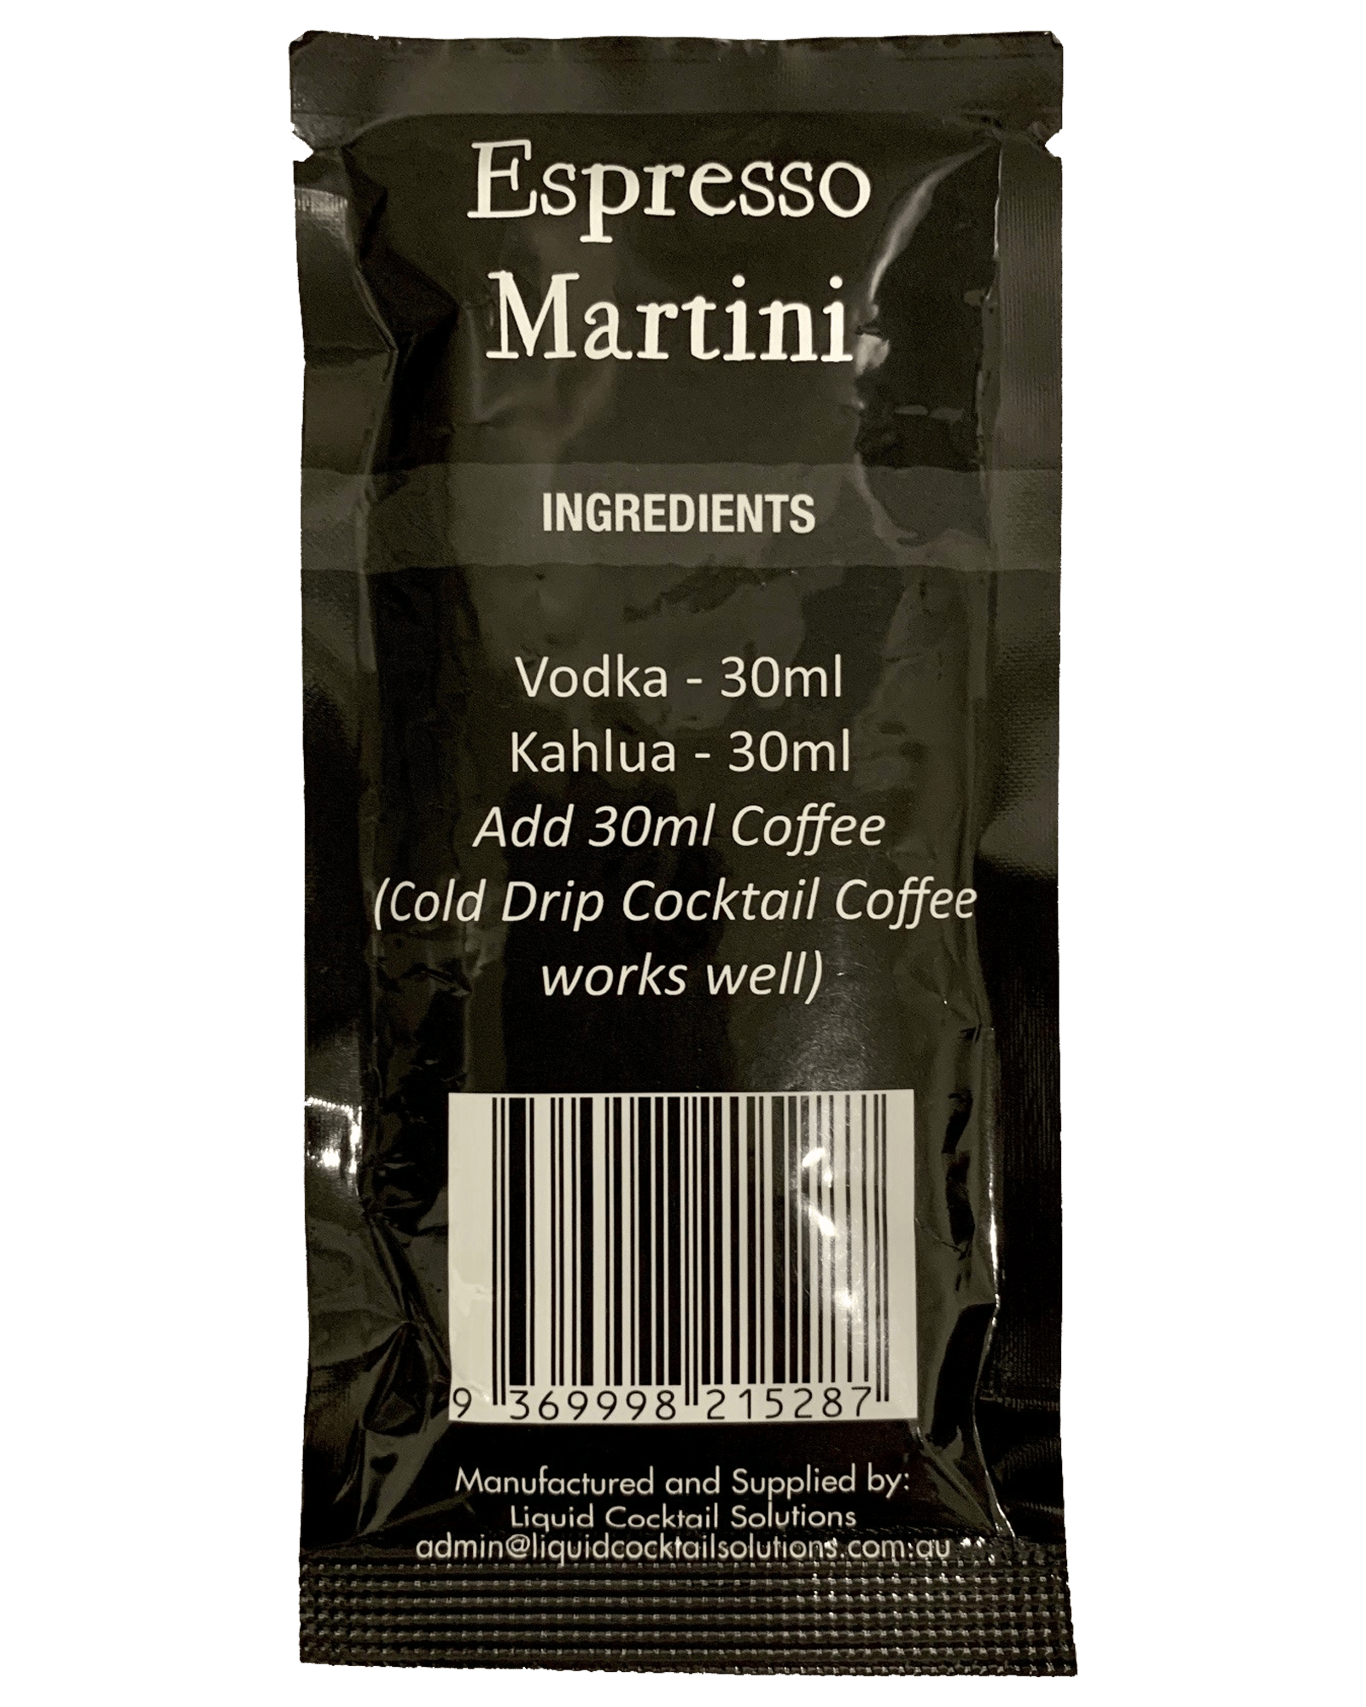 Espresso
Martini
INGREDIENTS
Vodka - 30ml
Kahlua - 30ml
Add 30ml Coffee
(Cold Drip Cocktail Coffee
works well)
9 369998 215287
Manufactured and Supplied by:
Liquid Cocktail Solutions
admin@liquidcocktailsolutions.com.au